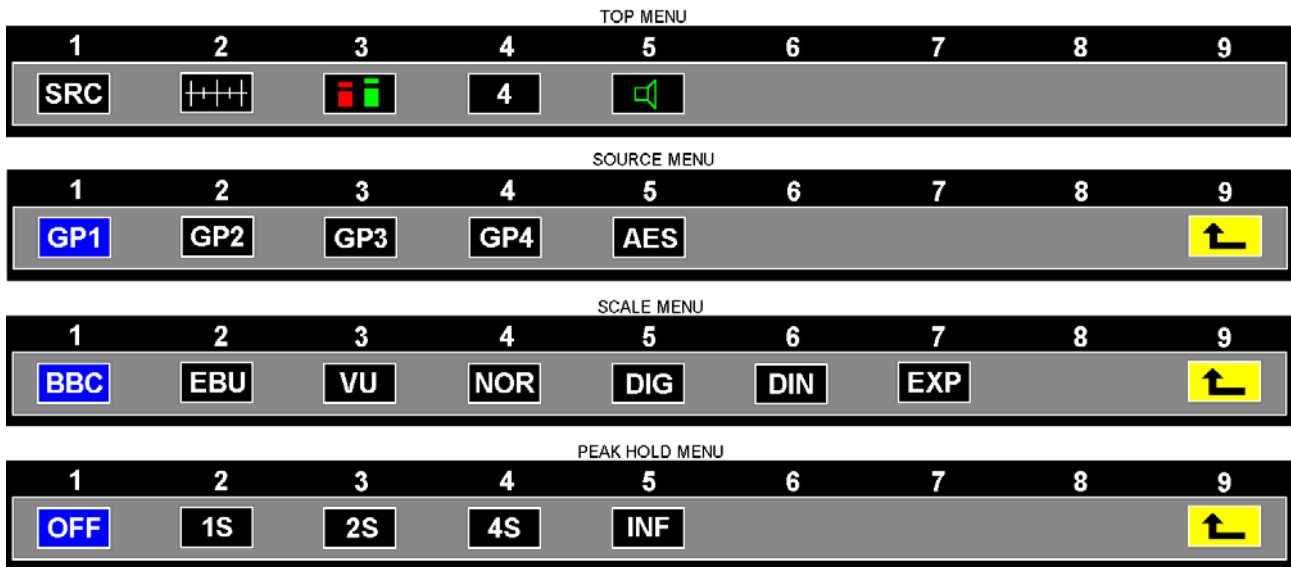 TOP MENU
1 2 3 4 5 6 7 8 9
SRC 4
SOURCE MENU
1 2 3 4 5 6 7 8 9
GP1 GP2 GP3 GP4 AES
SCALE MENU
1 2 3 4 5 6 7 8 9
BBC EBU VU NOR DIG DIN EXP
PEAK HOLD MENU
1 2 3 4 5 6 7 8 9
OFF 1S 2S 4S INF